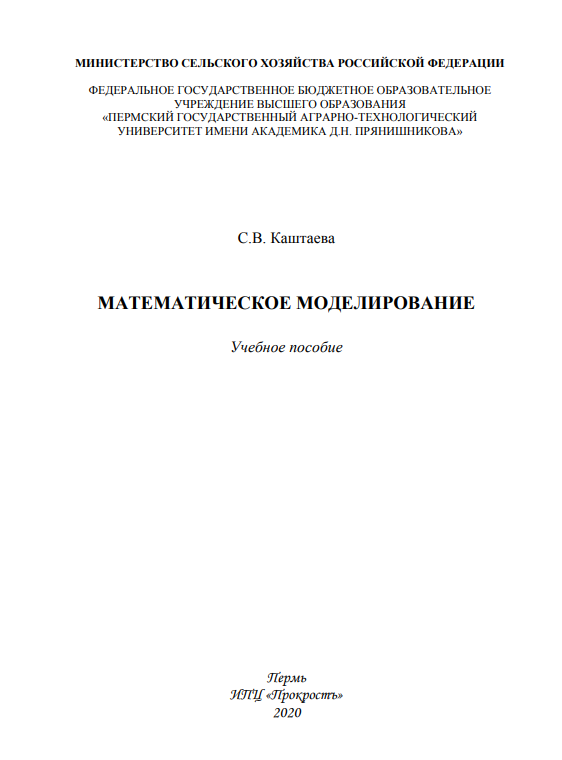 МИНИСТЕРСТВО СЕЛЬСКОГО ХОЗЯЙСТВА РОССИЙСКОЙ ФЕДЕРАЦИИ
ФЕДЕРАЛЬНОЕ ГОСУДАРСТВЕННОЕ БЮДЖЕТНОЕ ОБРАЗОВАТЕЛЬНОЕ
УЧРЕЖДЕНИЕ ВЫСШЕГО ОБРАЗОВАНИЯ
«ПЕРМСКИЙ ГОСУДАРСТВЕННЫЙ АГРАРНО-ТЕХНОЛОГИЧЕСКИЙ
УНИВЕРСИТЕТ ИМЕНИ АКАДЕМИКА Д.Н. ПРЯНИШНИКОВА»
С.В. Каштаева
МАТЕМАТИЧЕСКОЕ МОДЕЛИРОВАНИЕ
Учебное пособие
Пермь
ИПЦ «Прокростъ»
2020